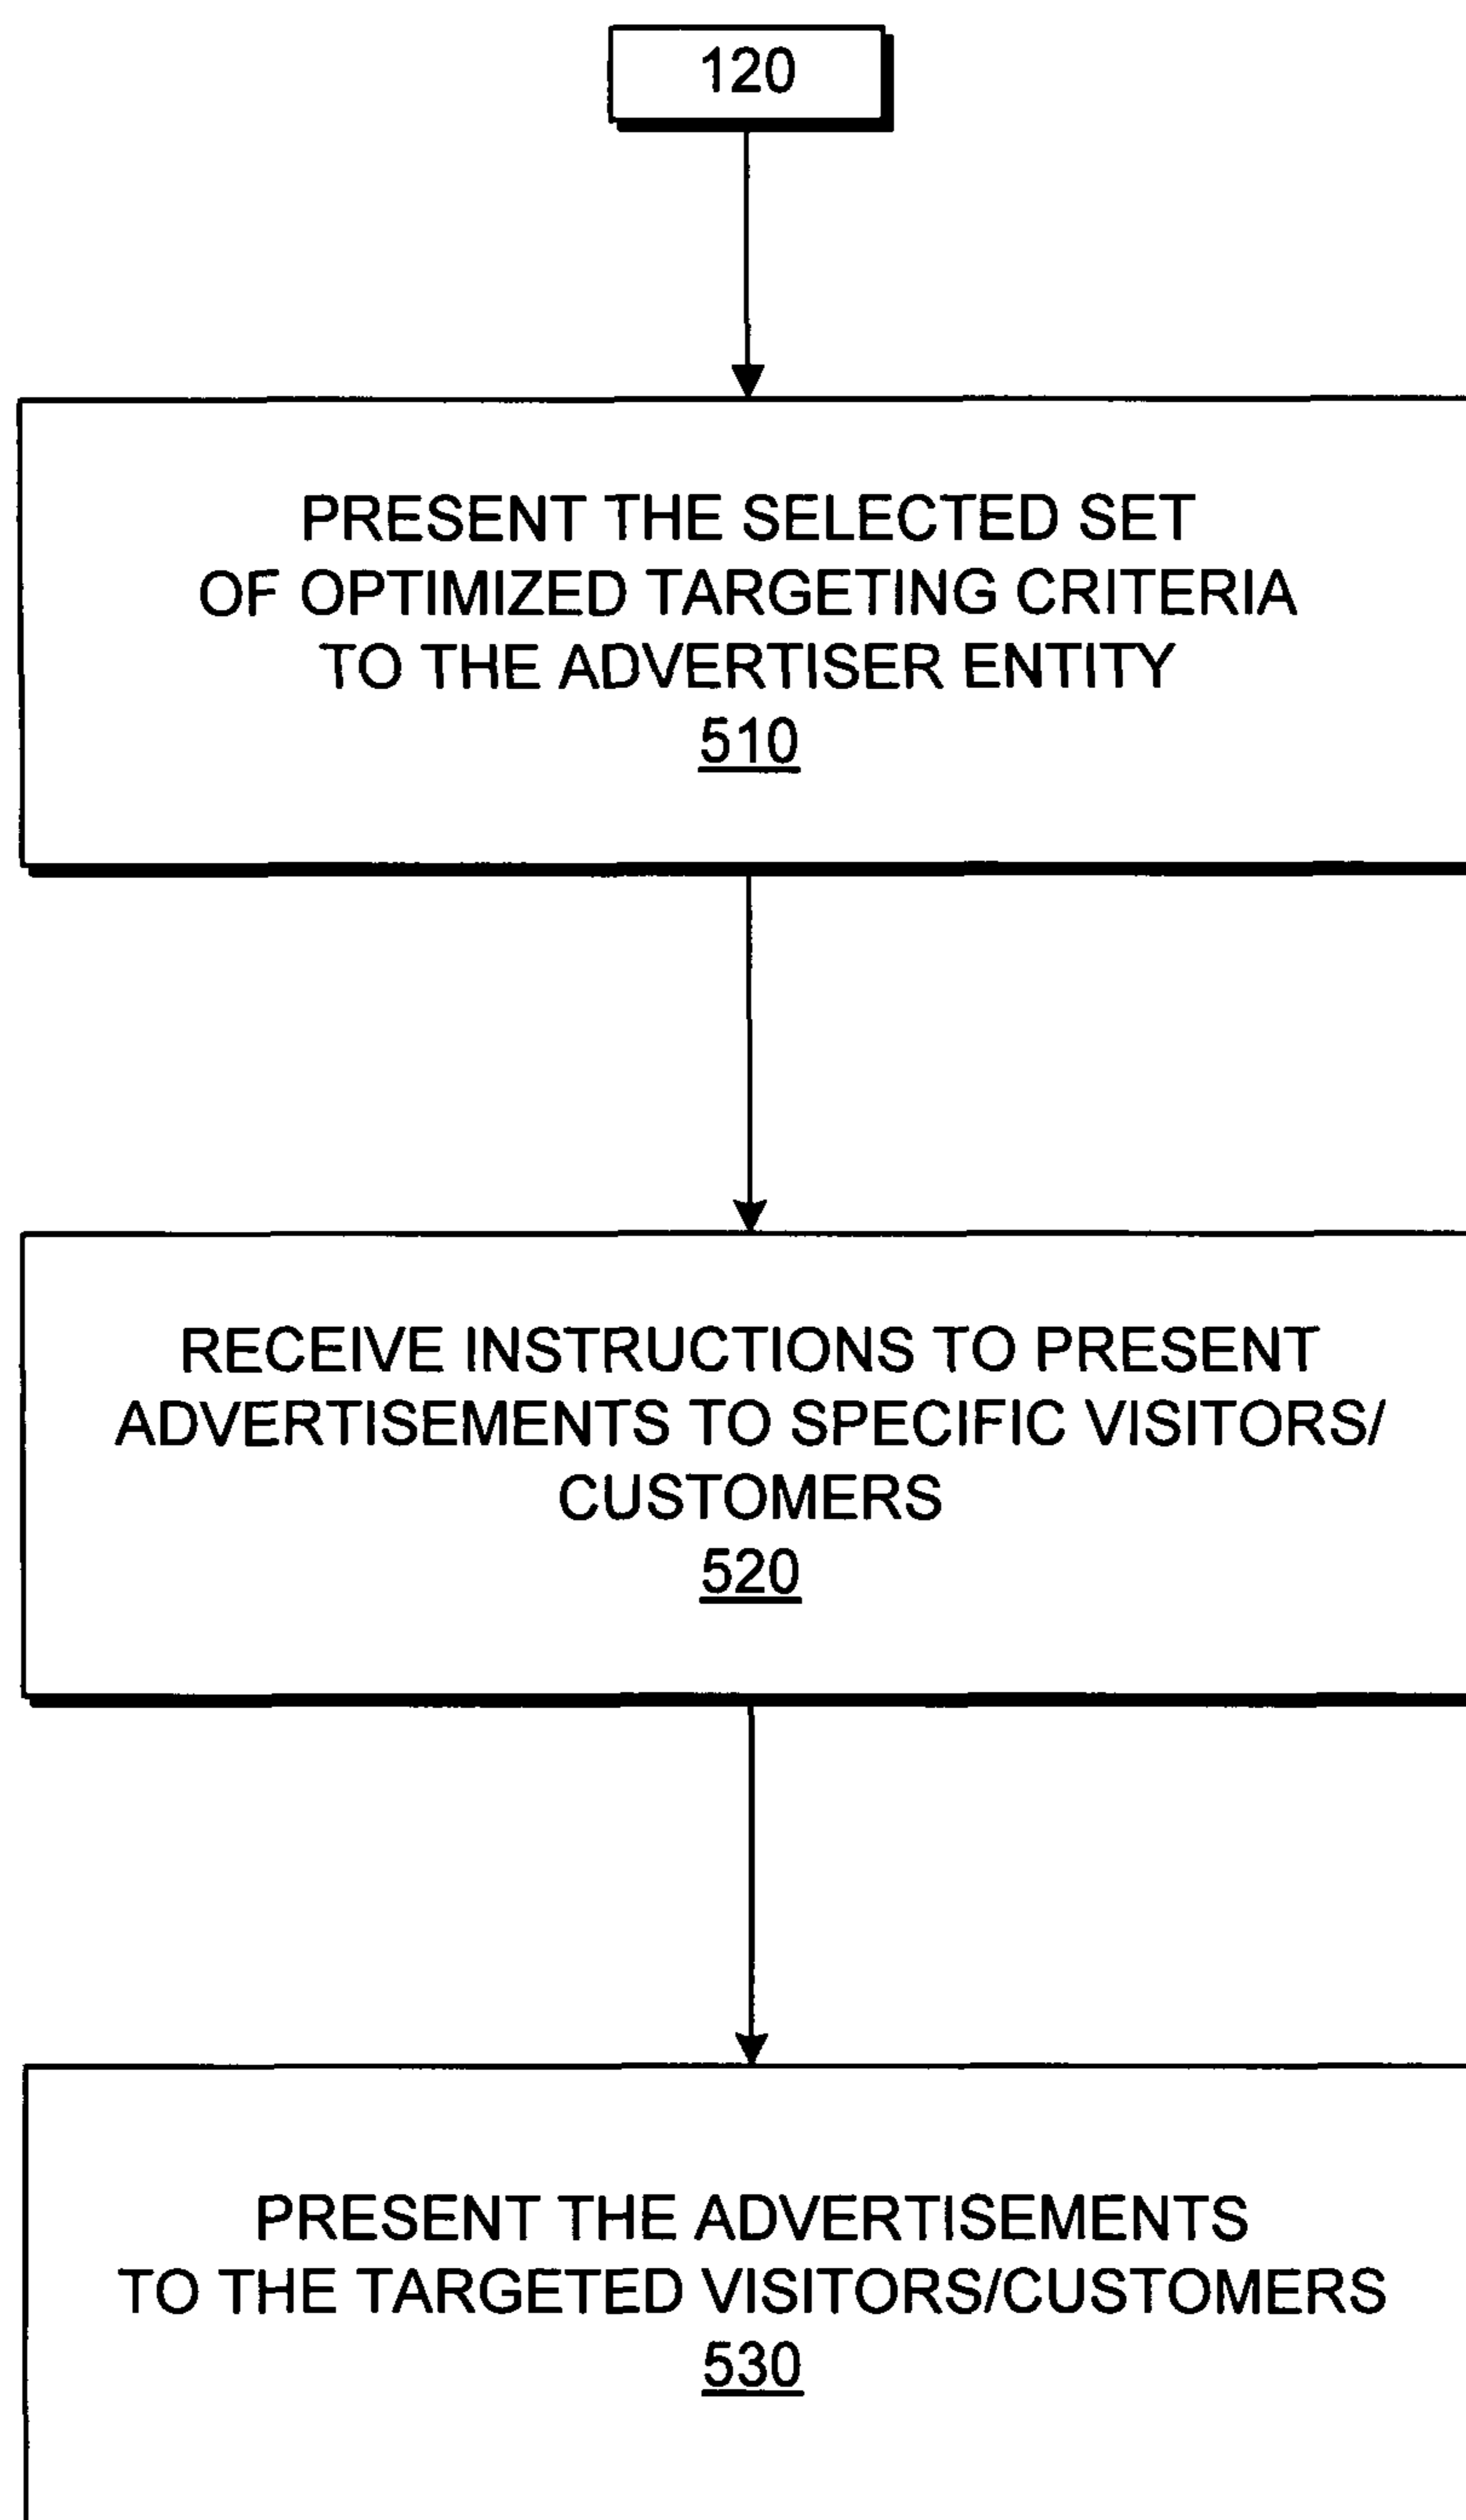 120
PRESENT THE SELECTED SET
OF OPTIMIZED TARGETING CRITERIA
TO THE ADVERTISER ENTITY
510
RECEIVE INSTRUCTIONS TO PRESENT
ADVERTISEMENTS TO SPECIFIC VISITORS/
CUSTOMERS
520
PRESENT THE ADVERTISEMENTS
TO THE TARGETED VISITORS/CUSTOMERS
530